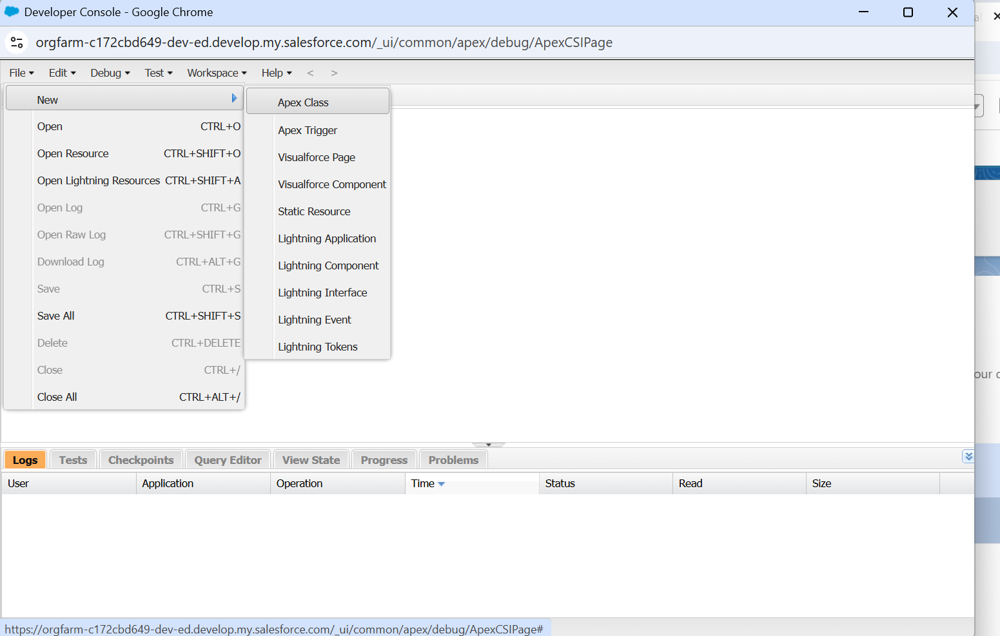 Developer Console - Google Chrome
orgfarm-c172cbd649-dev-ed.develop.my.salesforce.com/_ui/common/apex/debug/ApexCSIPage
File Edit Debug Test Workspace Help < >
New
Open CTRL+O
Open Resource CTRL+SHIFT+O
Open Lightning Resources CTRL+SHIFT+A
Open Log CTRL+G
Open Raw Log CTRL+SHIFT+G
Download Log CTRL+ALT+G
Save CTRL+S
Save All CTRL+SHIFT+S
Delete CTRL+DELETE
Close CTRL+/
Close All CTRL+ALT+/
Apex Class
Apex Trigger
Visualforce Page
Visualforce Component
Static Resource
Lightning Application
Lightning Component
Lightning Interface
Lightning Event
Lightning Tokens
our
Logs Tests Checkpoints Query Editor View State Progress Problems
User Application Operation Time Status Read Size
https://orgfarm-c172cbd649-dev-ed.develop.my.salesforce.com/_ui/common/apex/debug/ApexCSIPage#